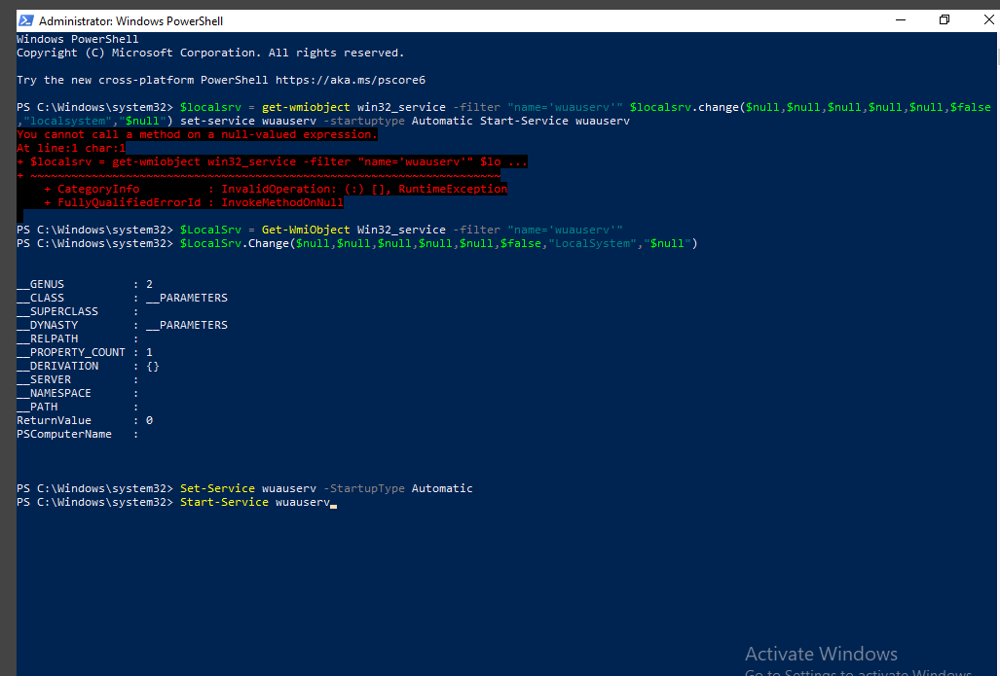 Administrator: Windows PowerShell
Windows PowerShell
Copyright (C) Microsoft Corporation. All rights reserved.
Try the new cross-platform PowerShell https://aka.ms/pscore6
PS C:\Windows\system32> $localsrv = get-wmiobject win32_service -filter "name='wuauserv'" $localsrv.change($null,$null,$null,$null,$null,$false
,"localsystem","$null") set-service wuauserv -startuptype Automatic Start-Service wuauserv
You cannot call a method on a null-valued expression.
At line:1 char:1
+ $localsrv = get-wmiobject win32_service -filter "name='wuauserv'" $lo ...
+ ~~~~~~~~~~~~~~~~~~~~~~~~~~~~~~~~~~~~~~~~~~~~~~~~~~~~~~~~~~~~~~~~~~~~~
    + CategoryInfo          : InvalidOperation: (:) [], RuntimeException
    + FullyQualifiedErrorId : InvokeMethodOnNull
PS C:\Windows\system32> $LocalSrv = Get-WmiObject Win32_service -filter "name='wuauserv'"
PS C:\Windows\system32> $LocalSrv.Change($null,$null,$null,$null,$null,$false,"LocalSystem","$null")
__GENUS          : 2
__CLASS          : __PARAMETERS
__SUPERCLASS     :
__DYNASTY        : __PARAMETERS
__RELPATH        :
__PROPERTY_COUNT : 1
__DERIVATION     : {}
__SERVER         :
__NAMESPACE      :
__PATH           :
ReturnValue      : 0
PSComputerName   :
PS C:\Windows\system32> Set-Service wuauserv -StartupType Automatic
PS C:\Windows\system32> Start-Service wuauserv
Activate Windows
Go to Settings to activate Windows.